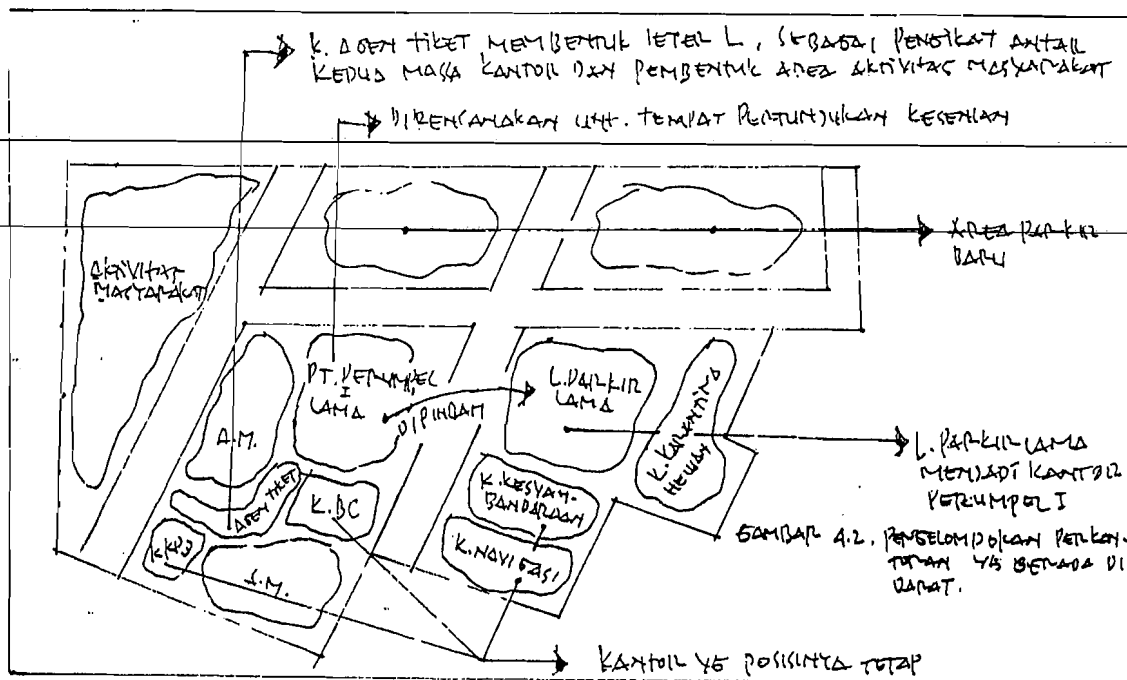 K. AGEN TIKET MEMBENTUK LETER L, SEBAGAI PENGIKAT ANTAR
KEDUA MASSA KANTOR DAN PEMBENTUK AREA AKTIVITAS MASYARAKAT
DIRENCANAKAN UNT. TEMPAT PERTUNJUKAN KESENIAN
AREA PARKIR
BARU
AKTIVITAS
MASYARAKAT
PT. PERUMPEL
I
LAMA
DIPINDAH
L. PARKIR
LAMA
K. KARANTINA
HEWAN
A.M.
AGEN TIKET
K. BC
K. KESYAH-
BANDARAAN
K. NAVIGASI
L. PARKIR LAMA
MENJADI KANTOR
PERUMPEL I
GAMBAR 4.2. PENGELOMPOKAN PERKAN-
TORAN YG BERADA DI
DARAT.
KANTOR YG POSISINYA TETAP